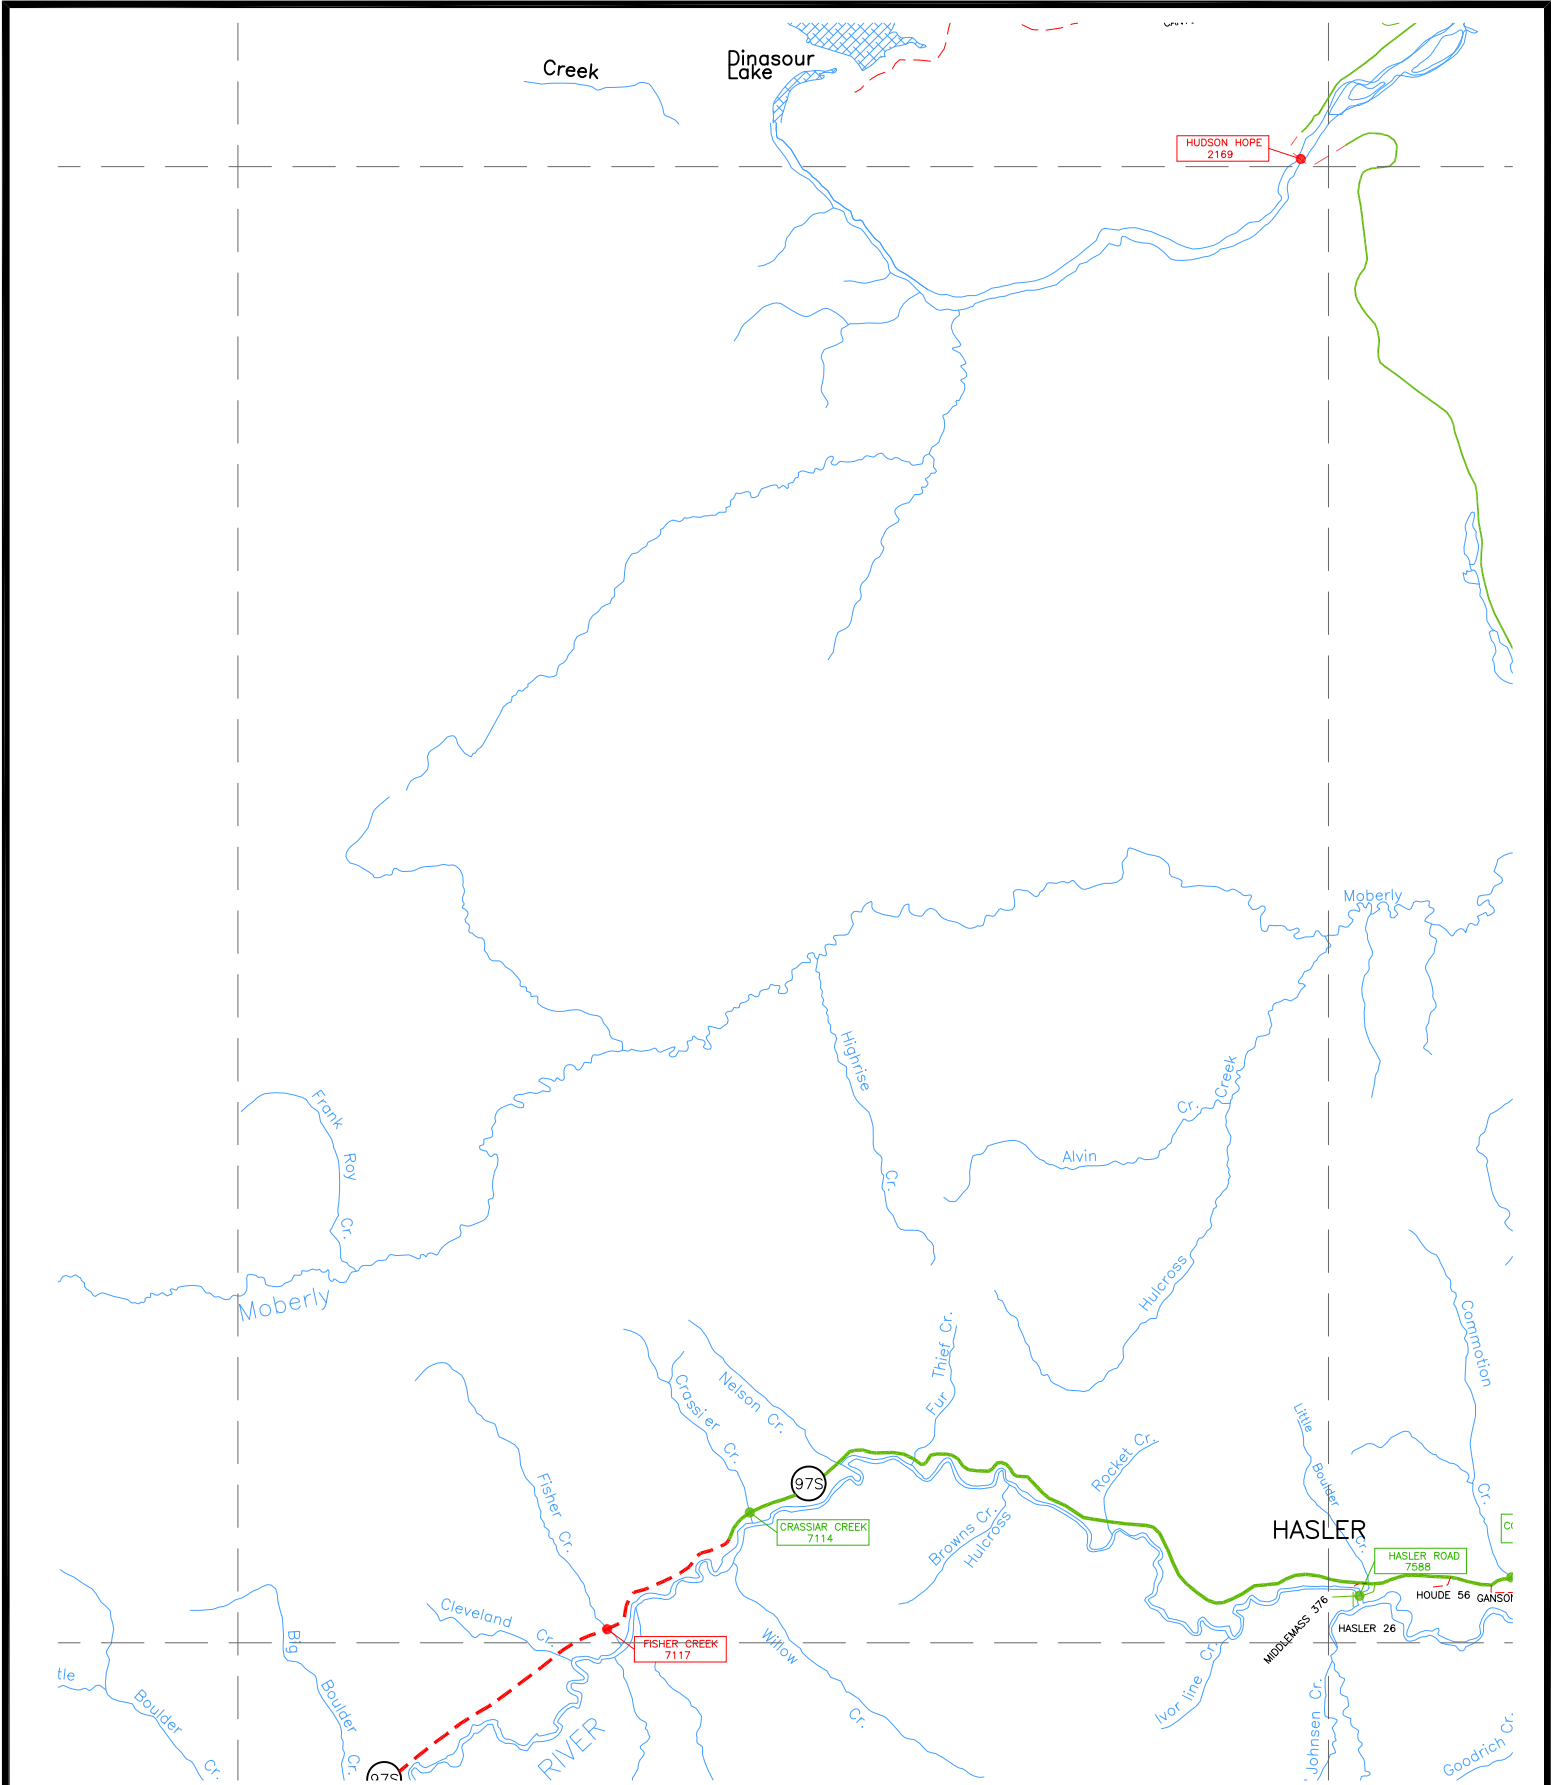 Creek
Dinasour
Lake
HUDSON HOPE
2169
Moberly
Highrise
Cr.
Creek
Cr.
Alvin
Frank
Roy
Cr.
Hulcross
Moberly
Commotion
Cr.
Fur Thief Cr.
Nelson Cr.
Crassier Cr.
Little
Boulder
Cr.
Rocket Cr.
Fisher Cr.
97S
CRASSIAR CREEK
7114
Browns Cr.
Hulcross
HASLER
HASLER ROAD
7588
HOUDE 56
MIDDLEMASS 376
HASLER 26
Cleveland
Cr.
FISHER CREEK
7117
Willow
Cr.
Big
Boulder
Cr.
tle
Boulder
Cr.
Ivor line Cr.
Johnsen Cr.
Goodrich Cr.
RIVER
97S